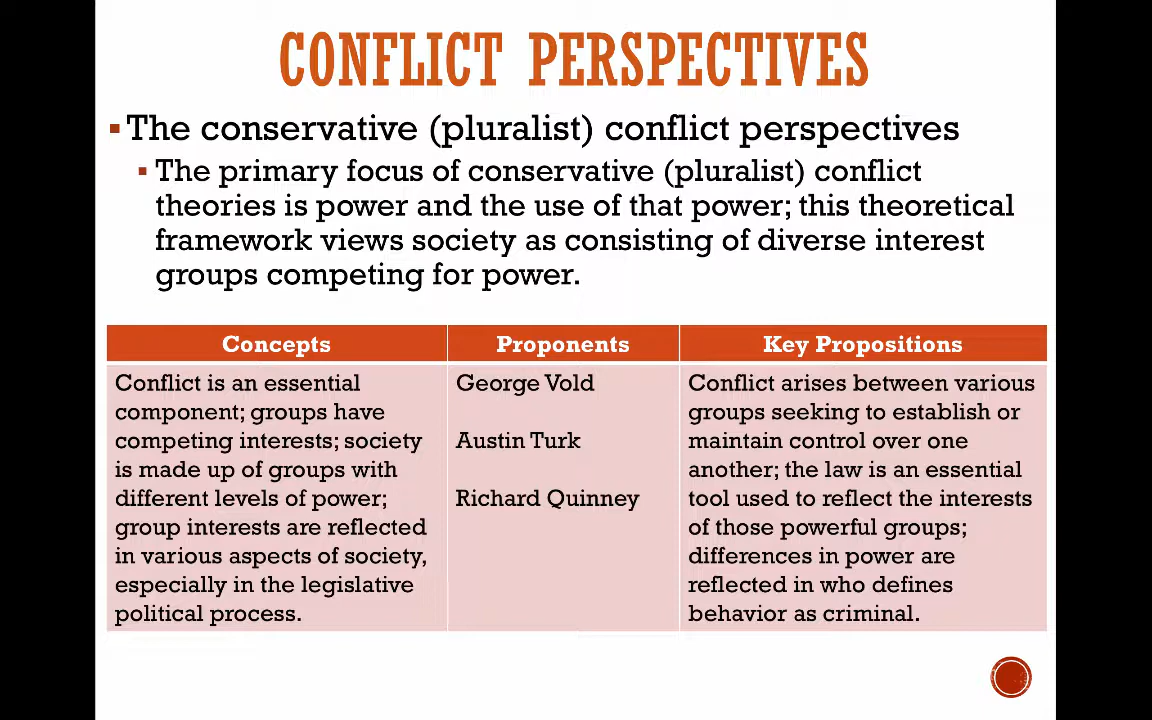 CONFLICT PERSPECTIVES
▪ The conservative (pluralist) conflict perspectives
▪ The primary focus of conservative (pluralist) conflict
theories is power and the use of that power; this theoretical
framework views society as consisting of diverse interest
groups competing for power.
Concepts
Proponents
Key Propositions
Conflict is an essential
component; groups have
competing interests; society
is made up of groups with
different levels of power;
group interests are reflected
in various aspects of society,
especially in the legislative
political process.
George Vold
Austin Turk
Richard Quinney
Conflict arises between various
groups seeking to establish or
maintain control over one
another; the law is an essential
tool used to reflect the interests
of those powerful groups;
differences in power are
reflected in who defines
behavior as criminal.